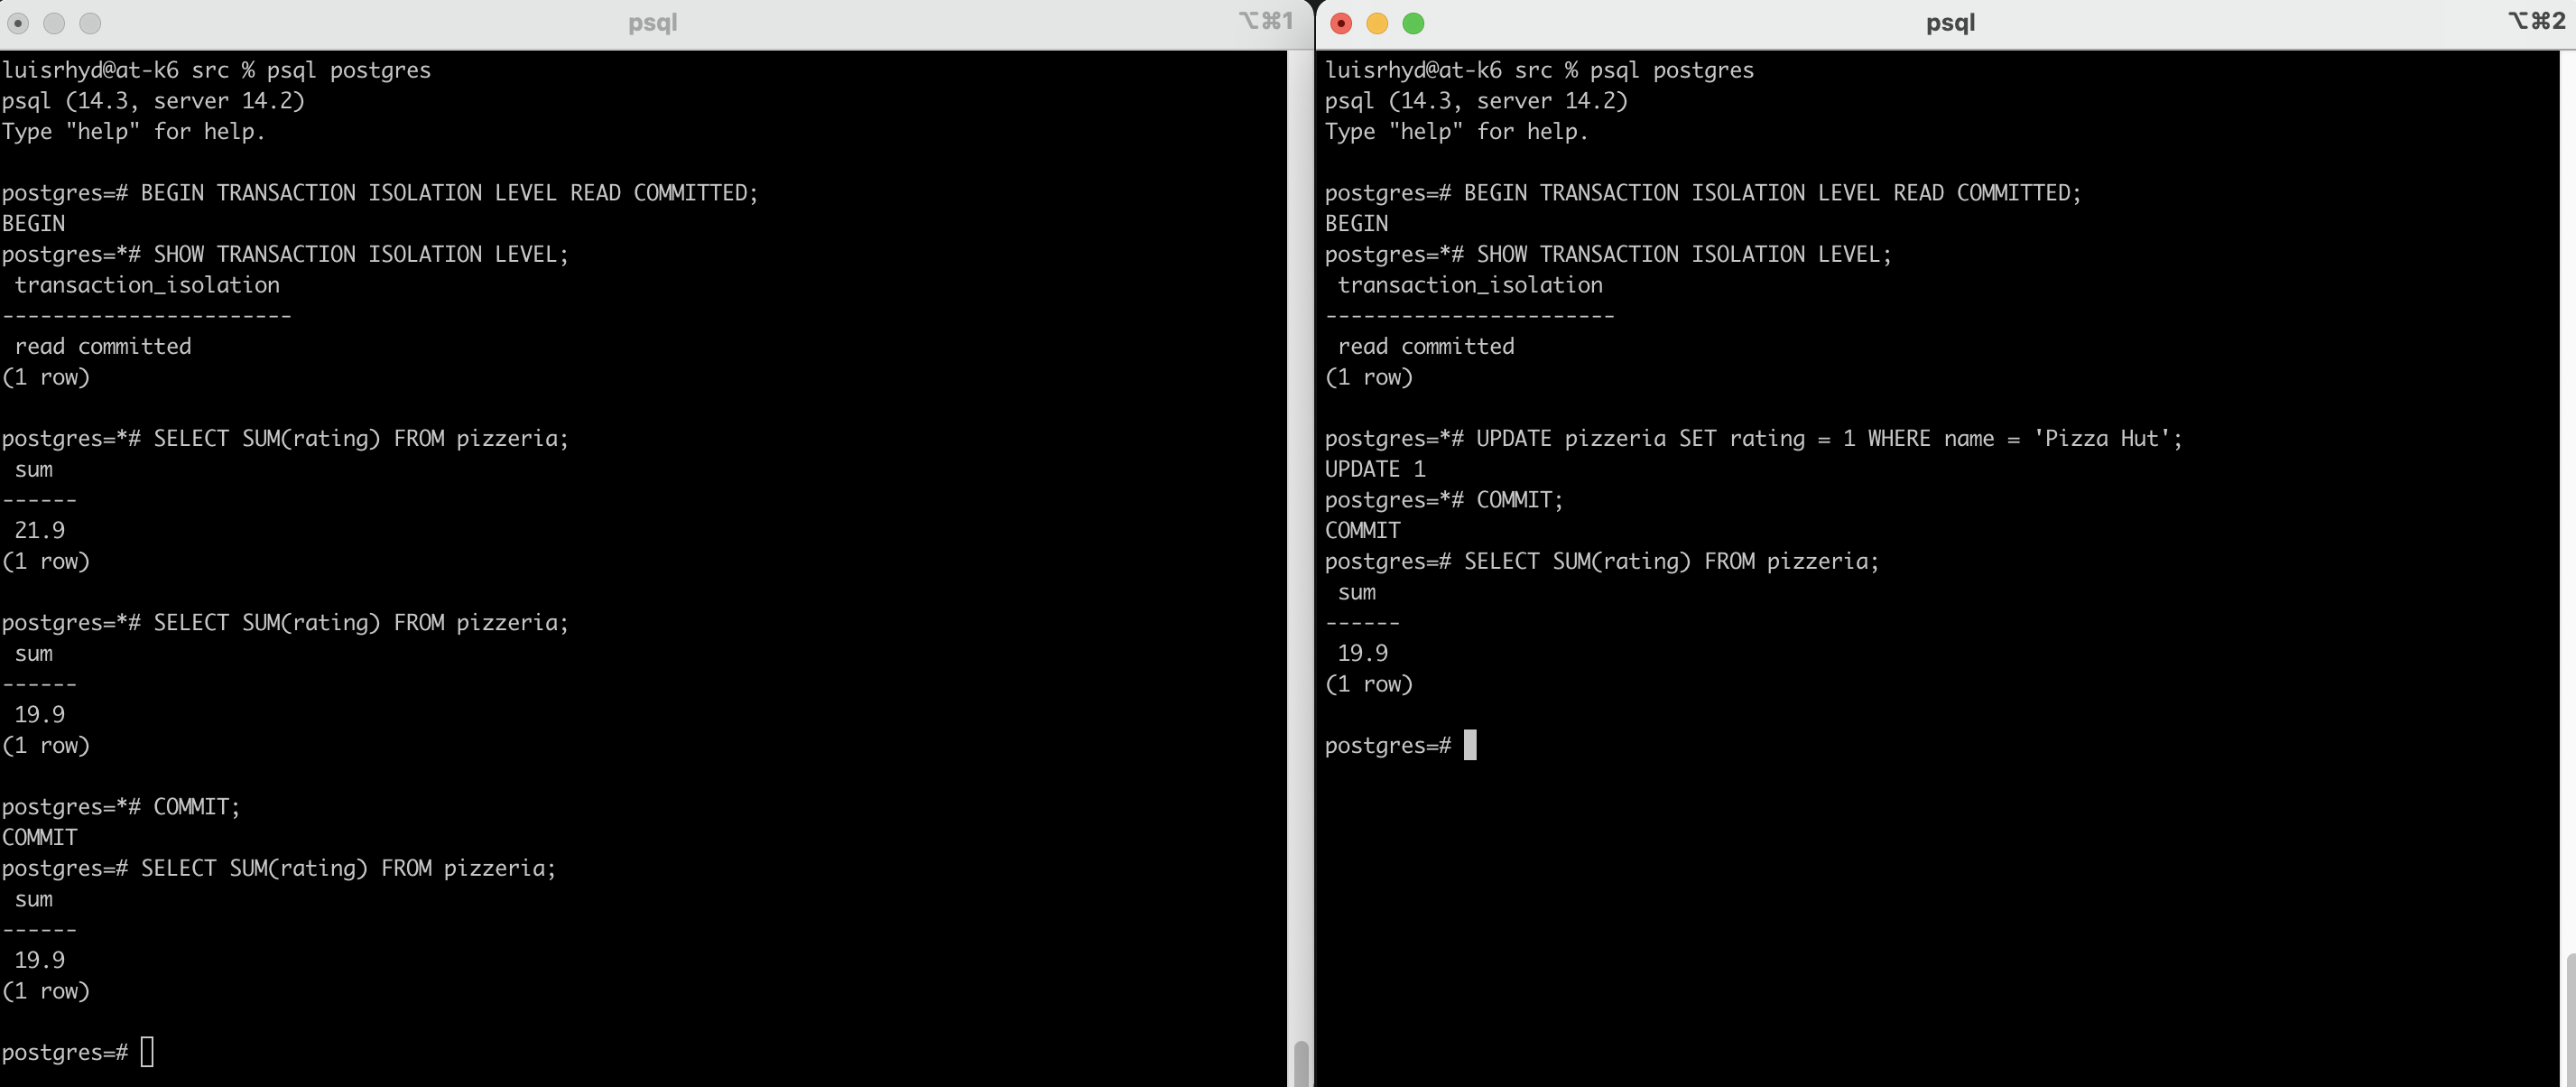 psql
⌥⌘1
luisrhyd@at-k6 src % psql postgres
psql (14.3, server 14.2)
Type "help" for help.
postgres=# BEGIN TRANSACTION ISOLATION LEVEL READ COMMITTED;
BEGIN
postgres=*# SHOW TRANSACTION ISOLATION LEVEL;
transaction_isolation
-----------------------
read committed
(1 row)
postgres=*# SELECT SUM(rating) FROM pizzeria;
sum
------
21.9
(1 row)
postgres=*# SELECT SUM(rating) FROM pizzeria;
sum
------
19.9
(1 row)
postgres=*# COMMIT;
COMMIT
postgres=# SELECT SUM(rating) FROM pizzeria;
sum
------
19.9
(1 row)
postgres=#
psql
⌥⌘2
luisrhyd@at-k6 src % psql postgres
psql (14.3, server 14.2)
Type "help" for help.
postgres=# BEGIN TRANSACTION ISOLATION LEVEL READ COMMITTED;
BEGIN
postgres=*# SHOW TRANSACTION ISOLATION LEVEL;
transaction_isolation
-----------------------
read committed
(1 row)
postgres=*# UPDATE pizzeria SET rating = 1 WHERE name = 'Pizza Hut';
UPDATE 1
postgres=*# COMMIT;
COMMIT
postgres=# SELECT SUM(rating) FROM pizzeria;
sum
------
19.9
(1 row)
postgres=#